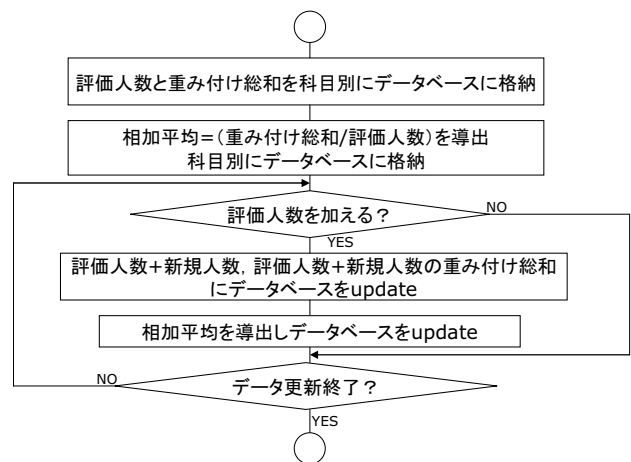 評価人数と重み付け総和を科目別にデータベースに格納
相加平均=(重み付け総和/評価人数)を導出
科目別にデータベースに格納
評価人数を加える?
NO
YES
評価人数+新規人数, 評価人数+新規人数の重み付け総和
にデータベースをupdate
相加平均を導出しデータベースをupdate
NO
データ更新終了?
YES